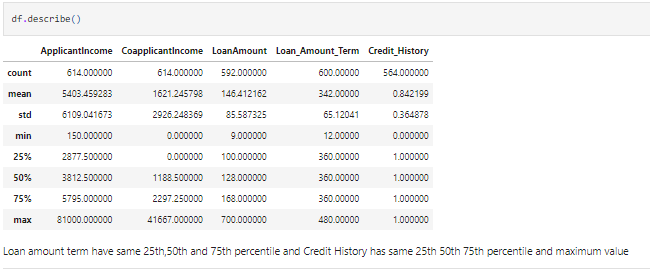 df.describe()
ApplicantIncome CoapplicantIncome LoanAmount Loan_Amount_Term Credit_History
count 614.000000 614.000000 592.000000 600.00000 564.000000
mean 5403.459283 1621.245798 146.412162 342.00000 0.842199
std 6109.041673 2926.248369 85.587325 65.12041 0.364878
min 150.000000 0.000000 9.000000 12.00000 0.000000
25% 2877.500000 0.000000 100.000000 360.00000 1.000000
50% 3812.500000 1188.500000 128.000000 360.00000 1.000000
75% 5795.000000 2297.250000 168.000000 360.00000 1.000000
max 81000.000000 41667.000000 700.000000 480.00000 1.000000
Loan amount term have same 25th,50th and 75th percentile and Credit History has same 25th 50th 75th percentile and maximum value